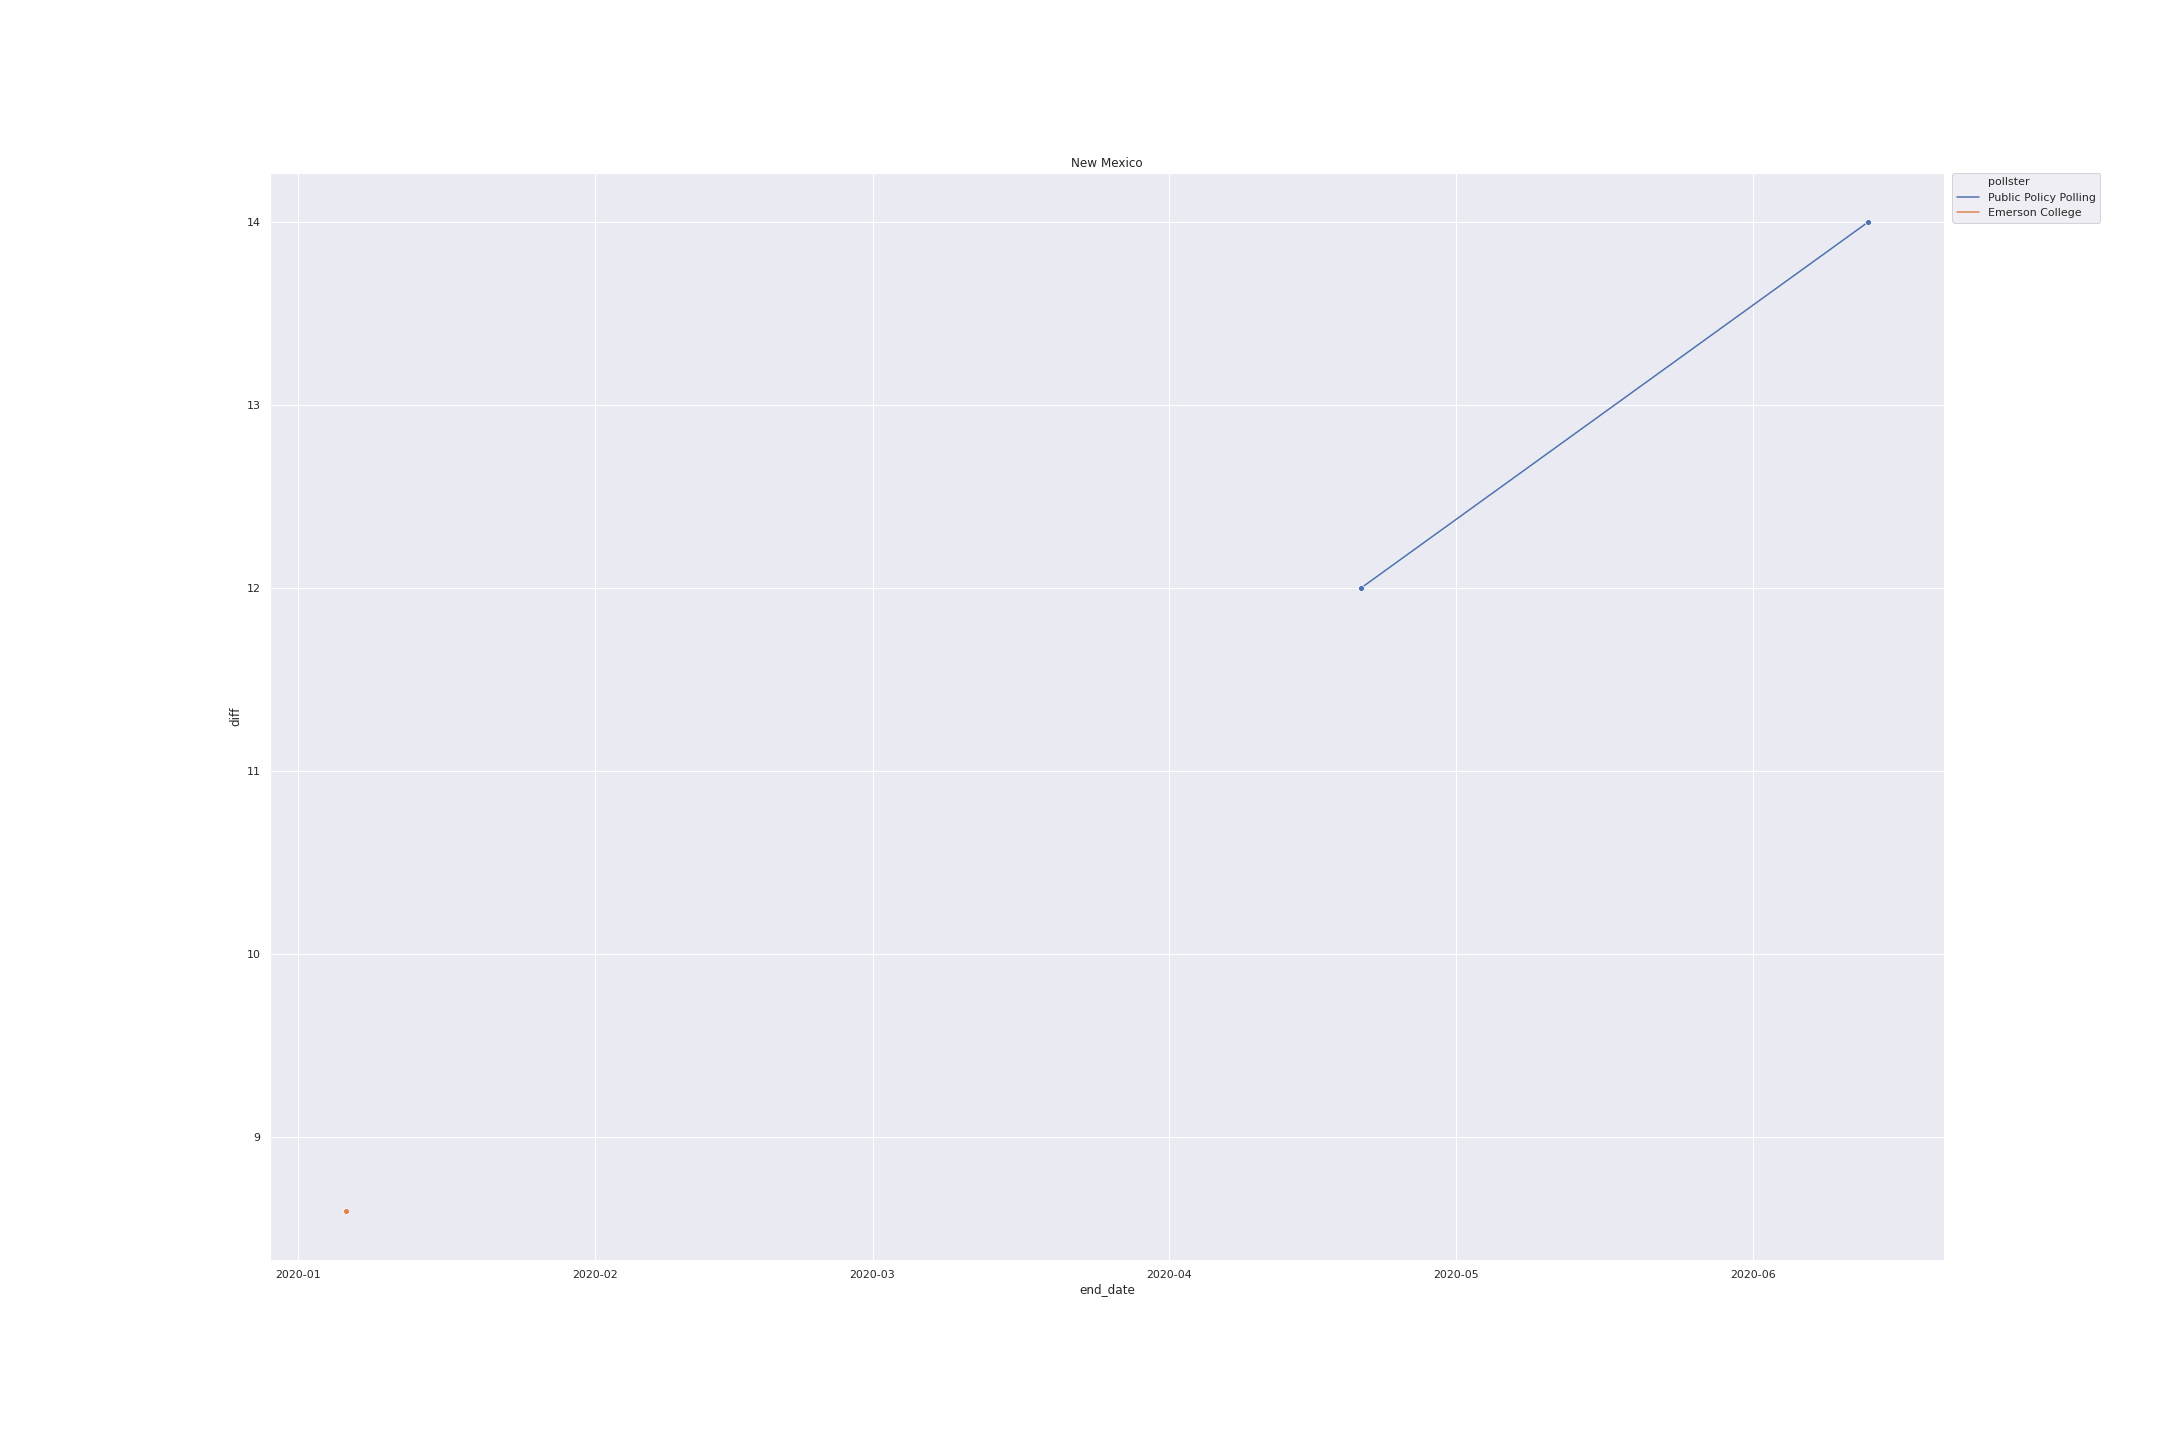 New Mexico
pollster
Public Policy Polling
Emerson College
14
13
12
11
10
9
diff
2020-01
2020-02
2020-03
2020-04
2020-05
2020-06
end_date